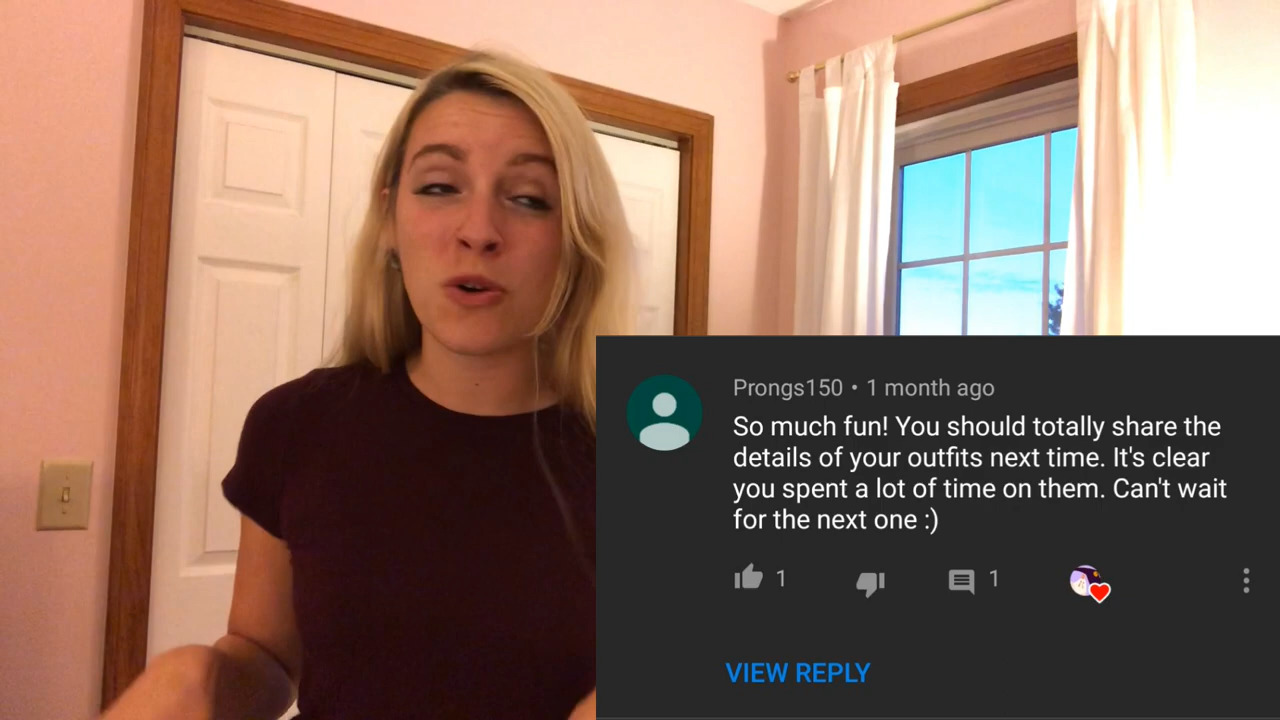 Prongs150 • 1 month ago
So much fun! You should totally share the
details of your outfits next time. It's clear
you spent a lot of time on them. Can't wait
for the next one :)
1
1
VIEW REPLY